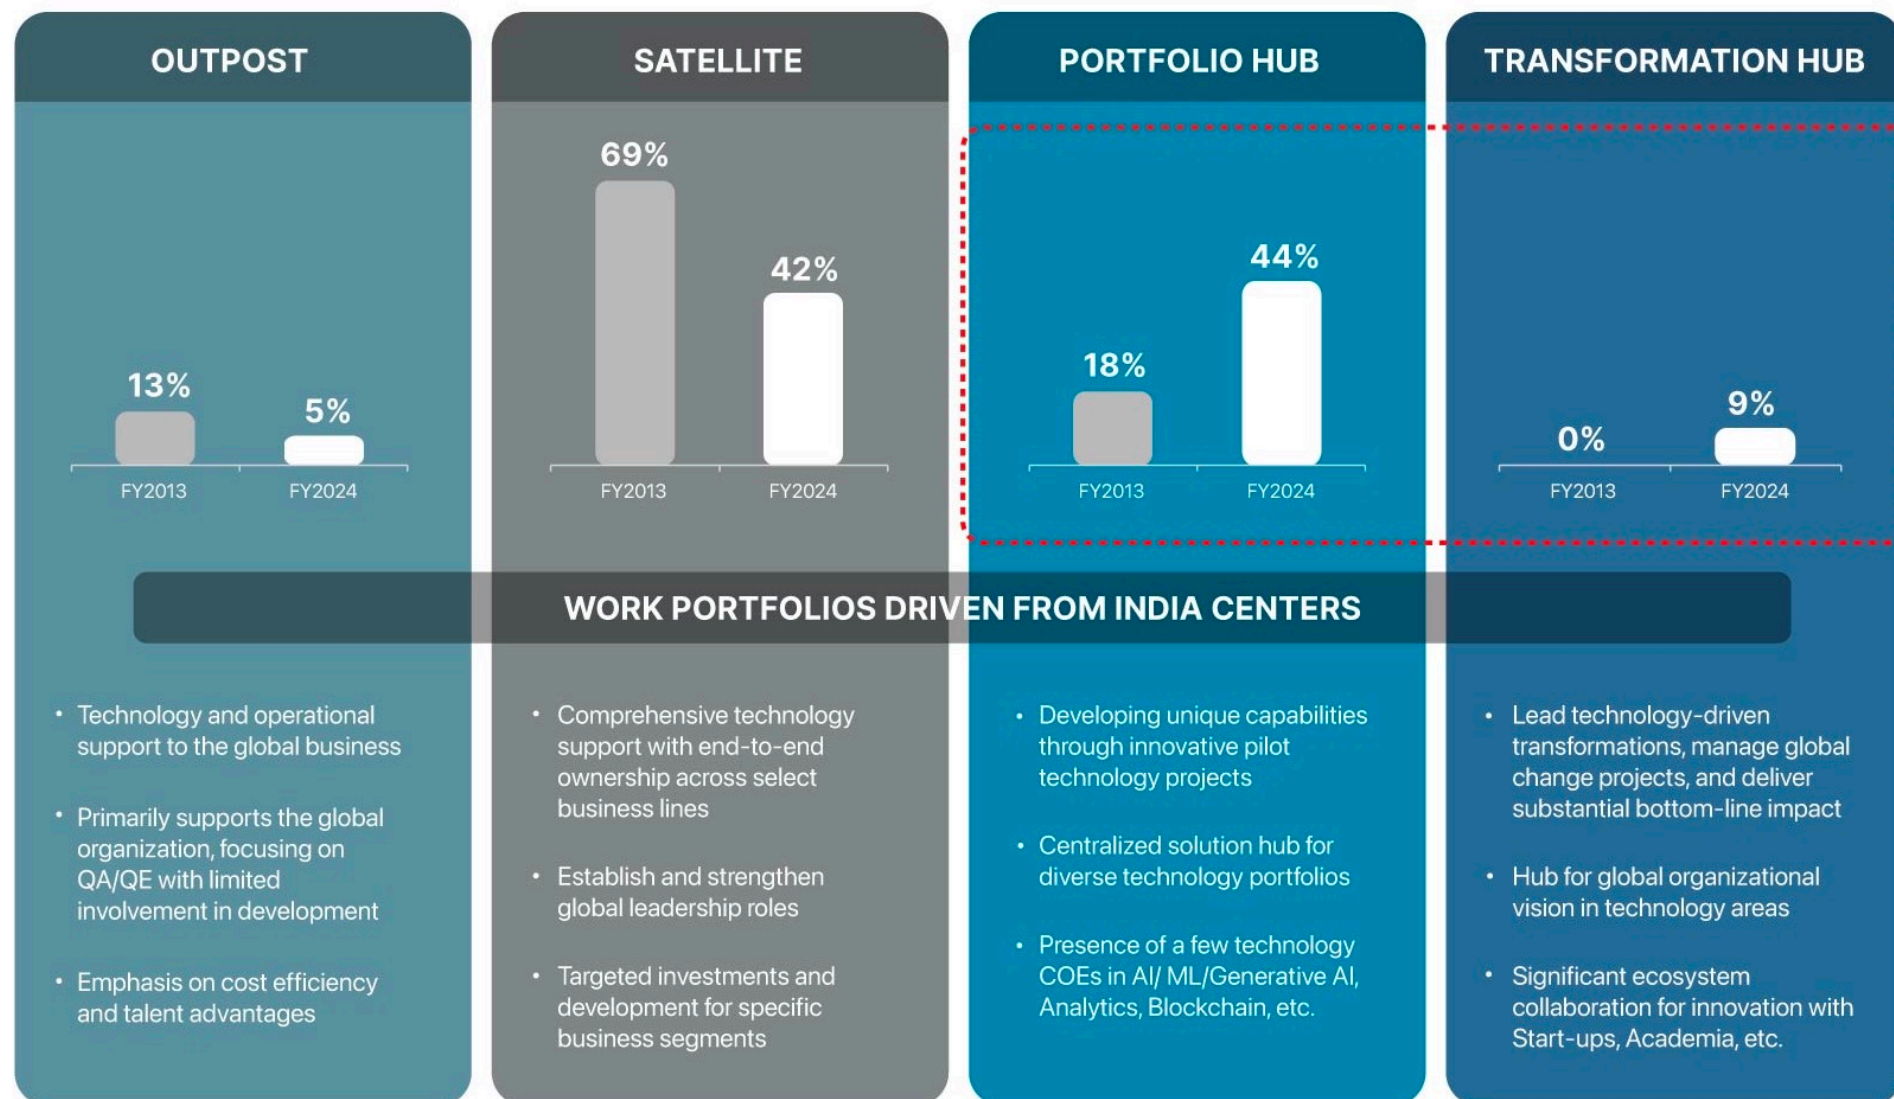 OUTPOST
13%
5%
FY2013
FY2024
SATELLITE
69%
42%
FY2013
FY2024
PORTFOLIO HUB
18%
44%
FY2013
FY2024
TRANSFORMATION HUB
0%
9%
FY2013
FY2024
WORK PORTFOLIOS DRIVEN FROM INDIA CENTERS
• Technology and operational
support to the global business
• Primarily supports the global
organization, focusing on
QA/QE with limited
involvement in development
• Emphasis on cost efficiency
and talent advantages
• Comprehensive technology
support with end-to-end
ownership across select
business lines
• Establish and strengthen
global leadership roles
• Targeted investments and
development for specific
business segments
• Developing unique capabilities
through innovative pilot
technology projects
• Centralized solution hub for
diverse technology portfolios
• Presence of a few technology
COEs in AI/ ML/Generative AI,
Analytics, Blockchain, etc.
• Lead technology-driven
transformations, manage global
change projects, and deliver
substantial bottom-line impact
• Hub for global organizational
vision in technology areas
• Significant ecosystem
collaboration for innovation with
Start-ups, Academia, etc.